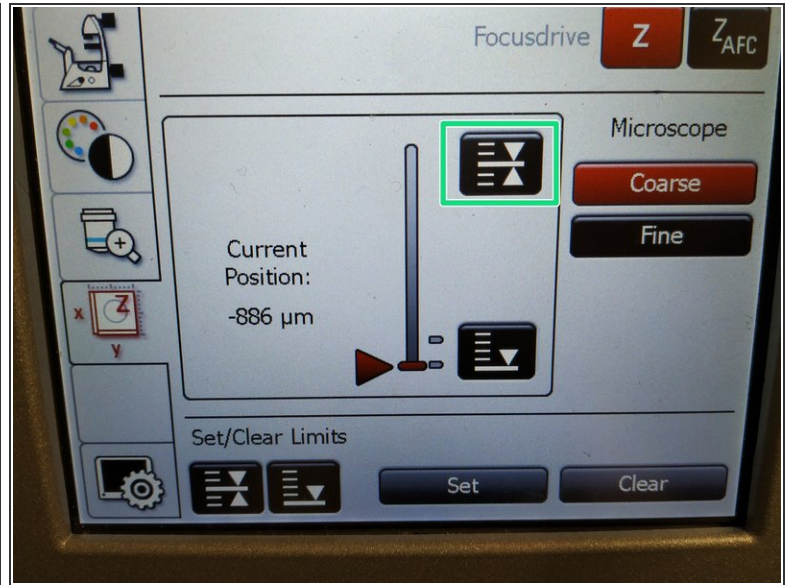 Focusdrive Z ZAFC
Microscope
Coarse
Fine
Current
Position:
-886 µm
x Z
y
Set/Clear Limits
Set Clear